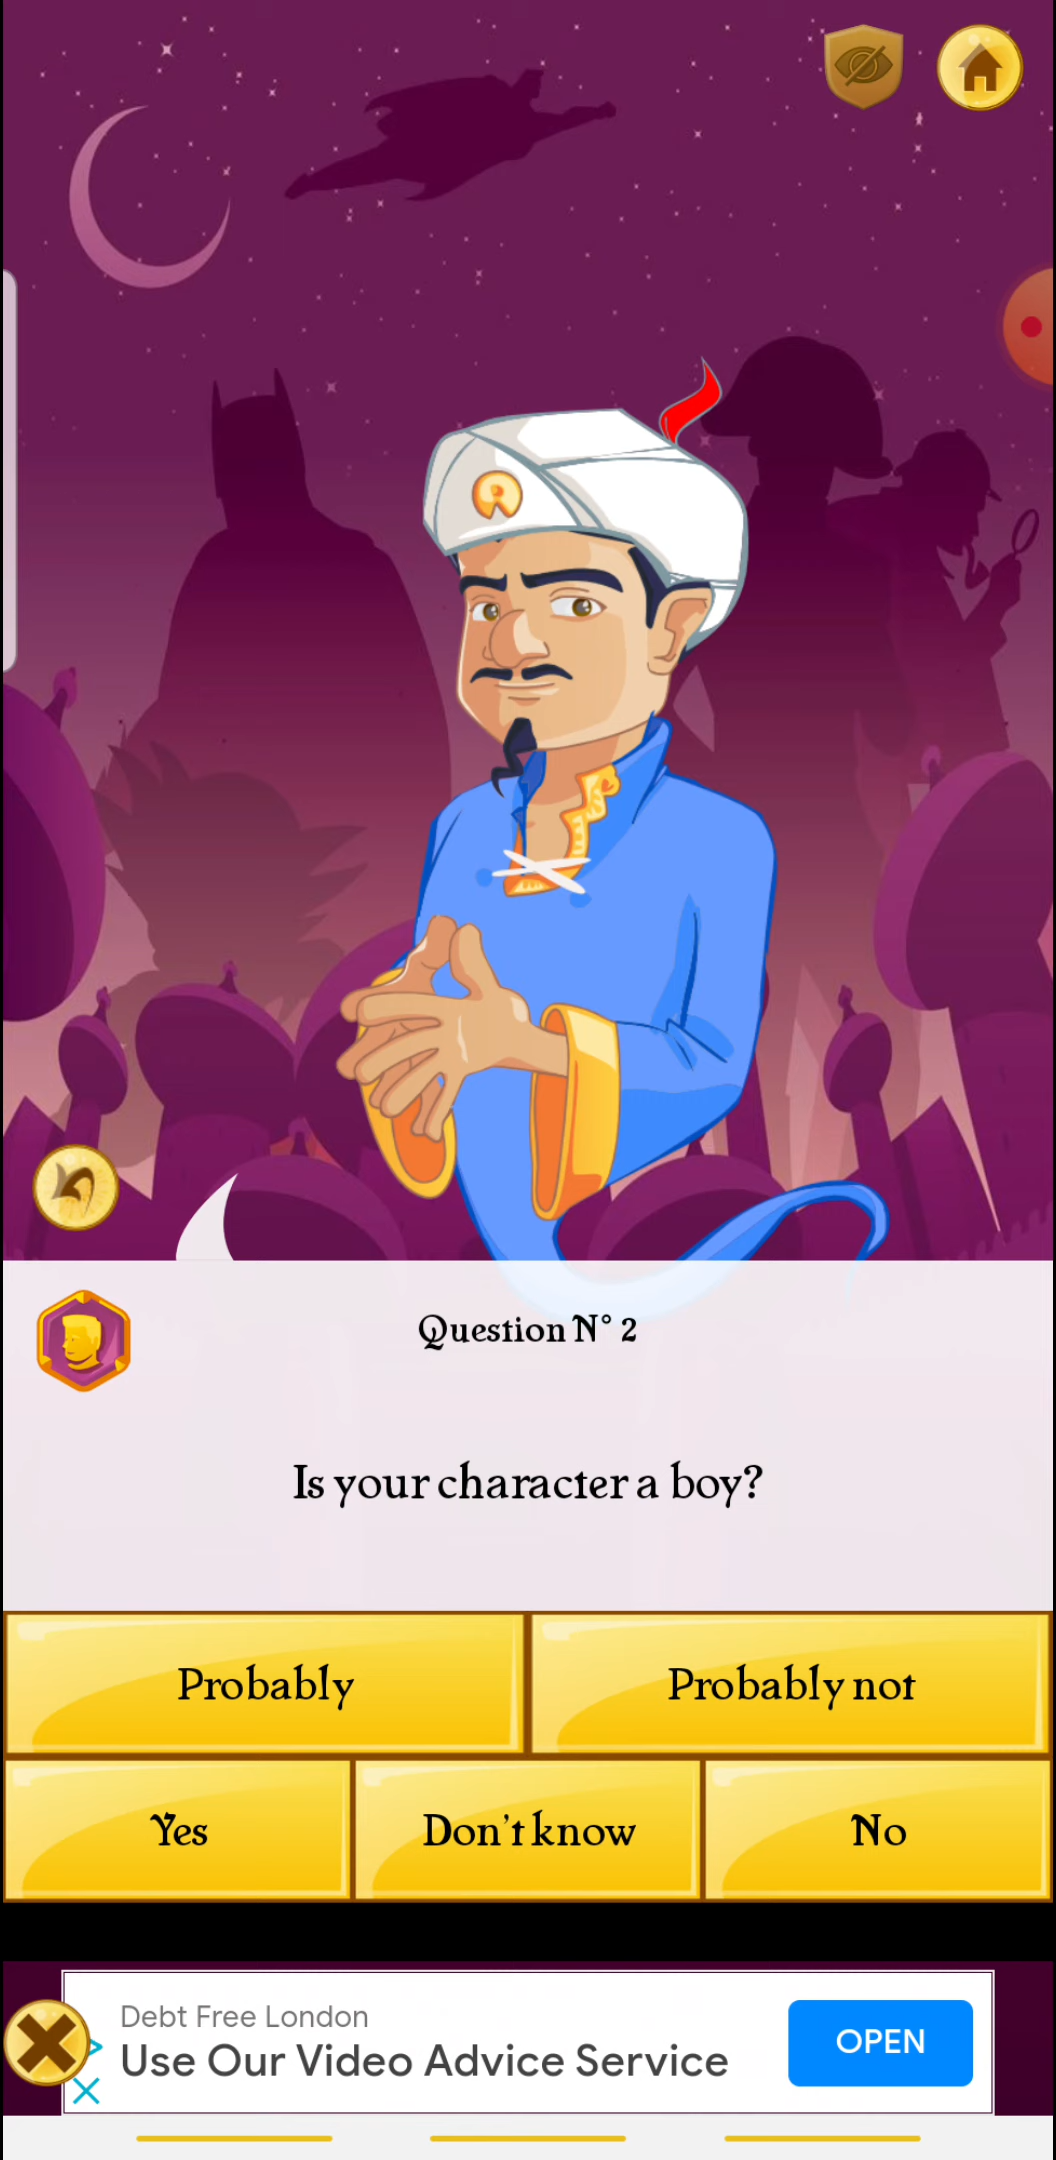 Question N° 2
Is your character a boy?
Probably
Probably not
Yes
Don't know
No
Debt Free London
Use Our Video Advice Service
OPEN